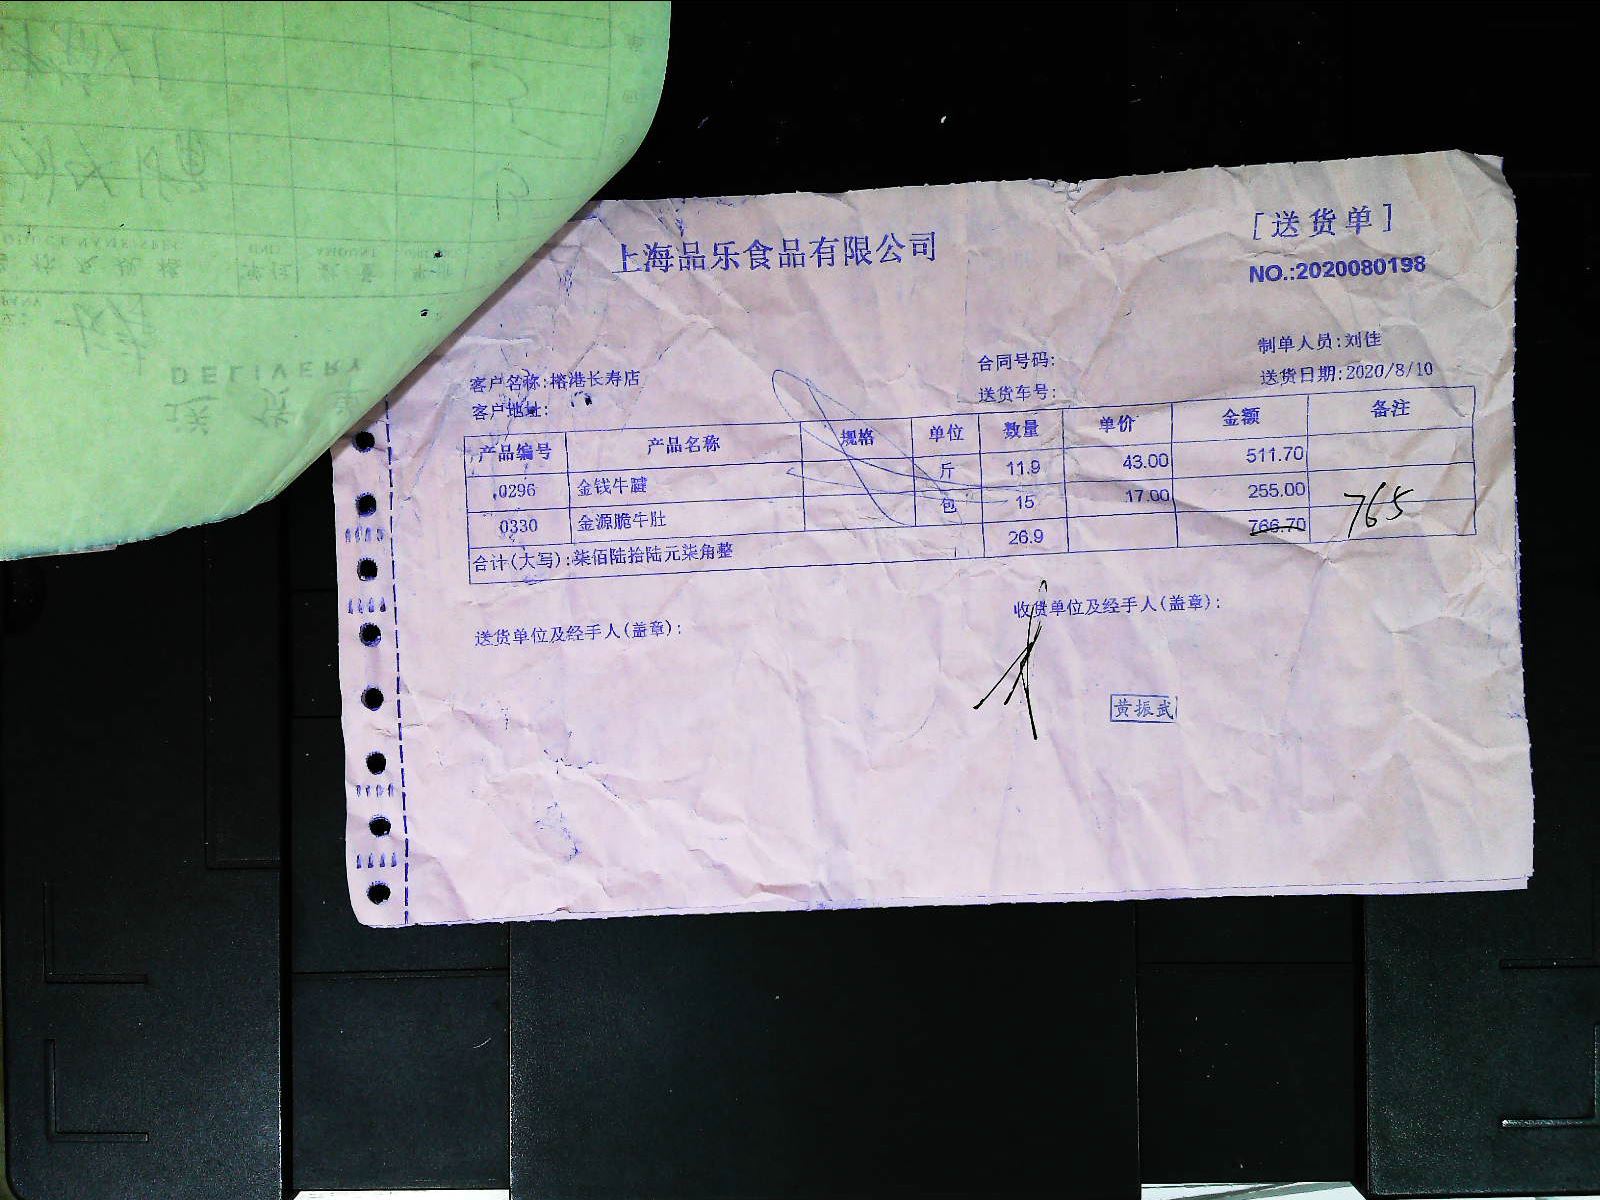 上海品乐食品有限公司
[送货单]
NO.:2020080198
制单人员:刘佳
合同号码:
客户名称:榕港长寿店
送货日期:2020/8/10
送货车号:
客户地址:
产品编号 产品名称 规格 单位 数量 单价 金额 备注
0296 金钱牛腱 斤 11.9 43.00 511.70
0330 金源脆牛肚 包 15 17.00 255.00
合计(大写):柒佰陆拾陆元柒角整 26.9 766.70 765
送货单位及经手人(盖章):
收货单位及经手人(盖章):
黄振武
DELIVERY